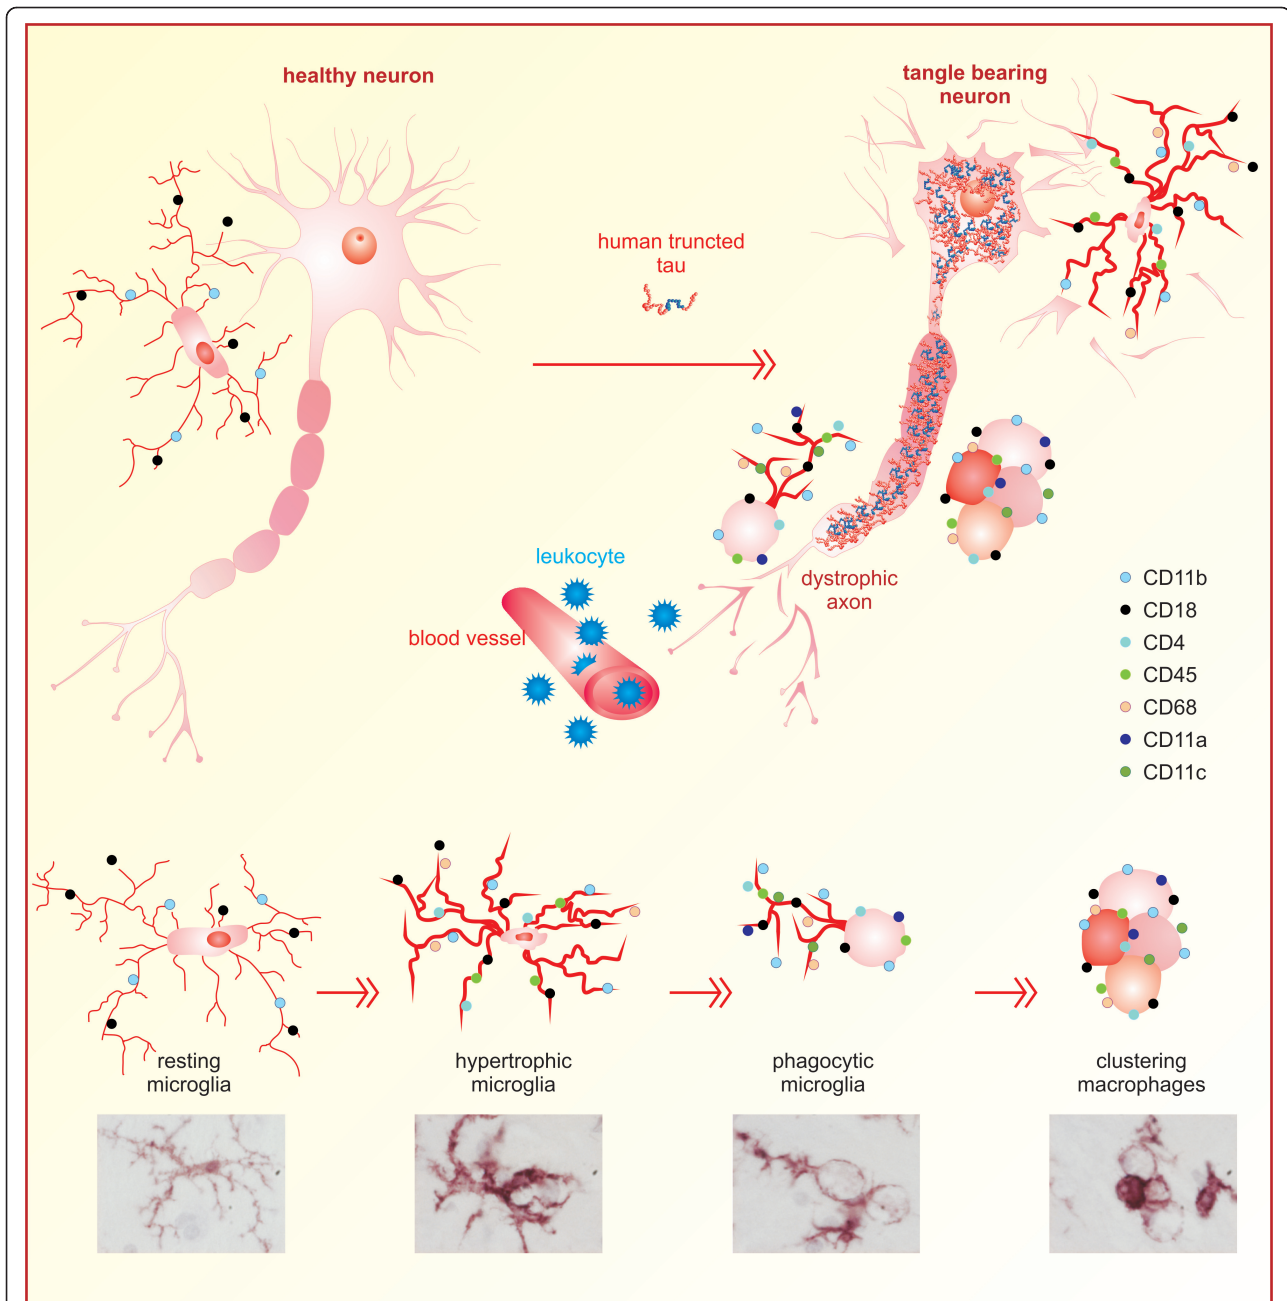 healthy neuron
tangle bearing
neuron
human truncted
tau
leukocyte
blood vessel
dystrophic
axon
CD11b
CD18
CD4
CD45
CD68
CD11a
CD11c
resting
microglia
hypertrophic
microglia
phagocytic
microglia
clustering
macrophages